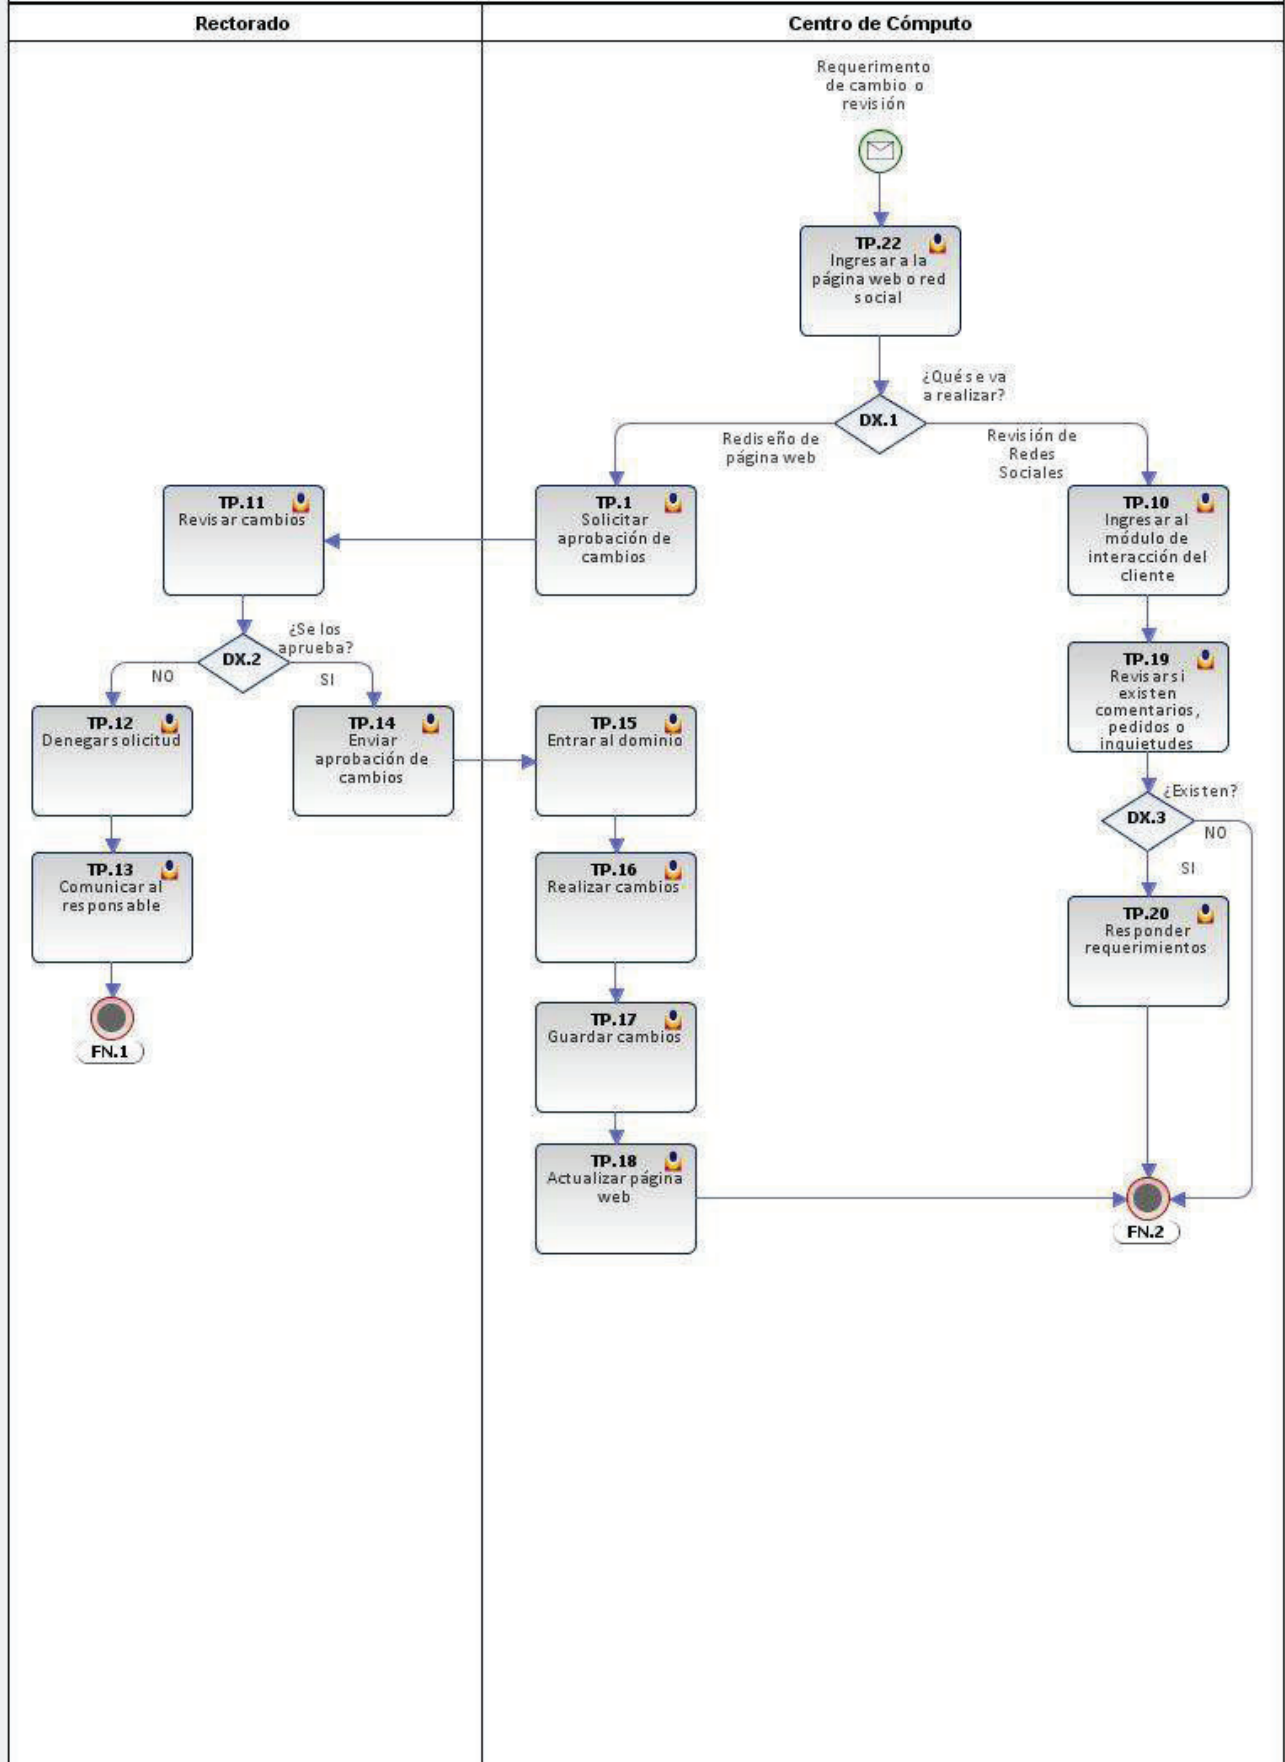 Rectorado
Centro de Cómputo
Requerimento
de cambio o
revisión
TP.22
Ingresar a la
página web o red
social
¿Qué se va
a realizar?
DX.1
Rediseño de
página web
Revisión de
Redes
Sociales
TP.11
Revisar cambios
TP.1
Solicitar
aprobación de
cambios
TP.10
Ingresar al
módulo de
interacción del
cliente
¿Se los
aprueba?
DX.2
NO
SI
TP.19
Revisar si
existen
comentarios,
pedidos o
inquietudes
TP.12
Denegar solicitud
TP.14
Enviar
aprobación de
cambios
TP.15
Entrar al dominio
¿Existen?
DX.3
NO
SI
TP.13
Comunicar al
responsable
TP.16
Realizar cambios
TP.20
Responder
requerimientos
FN.1
TP.17
Guardar cambios
TP.18
Actualizar página
web
FN.2